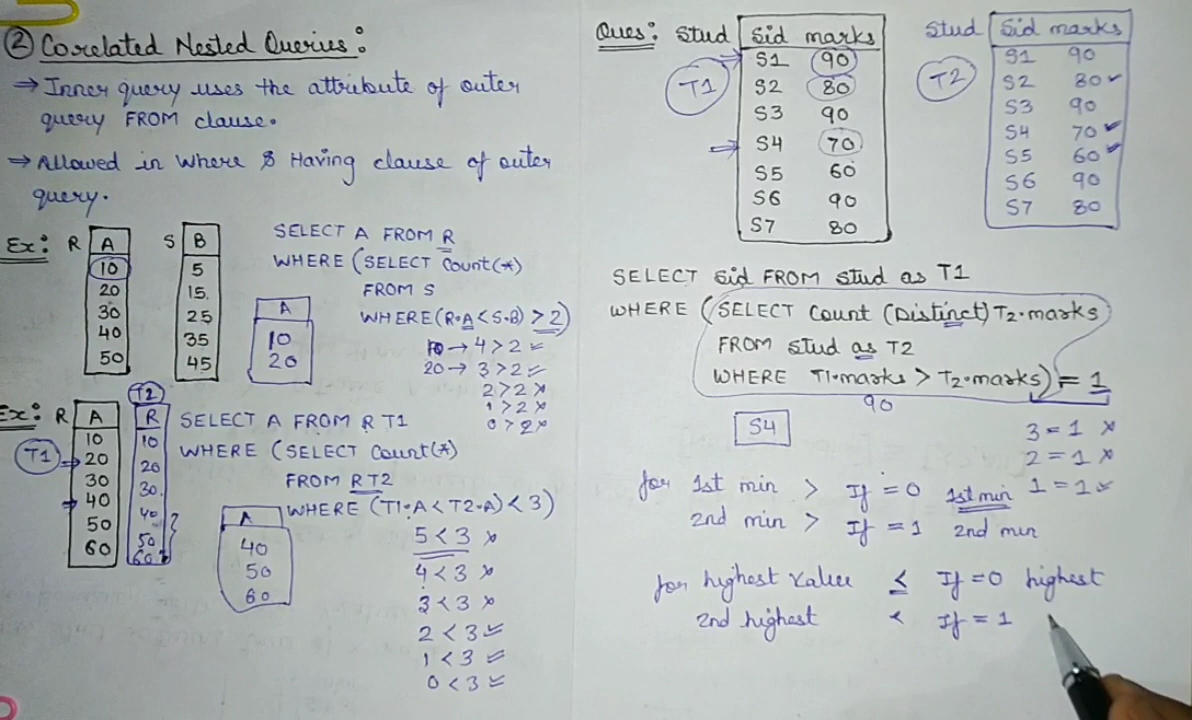 ② Corelated Nested Queries:
→ Inner query uses the attribute of outer
query FROM clause.
→ Allowed in Where & Having clause of outer
query.
Ex: R A
10
20
30
40
50
S B
5
15.
25
35
45
SELECT A FROM R
WHERE (SELECT Count(*)
FROM S
WHERE (R.A < S.B) > 2)
A
10
20
10 → 4 > 2 ✓
20 → 3 > 2 ✓
2 > 2 ×
1 > 2 ×
0 > 2 ×
Ex: R A
T1
10
20
30
40
50
60
T2
R
10
20
30.
40
50
60
SELECT A FROM R T1
WHERE (SELECT Count(*)
FROM R T2
WHERE (T1.A < T2.A) < 3)
A
40
50
60
5 < 3 ×
4 < 3 ×
3 < 3 ×
2 < 3 ✓
1 < 3 ✓
0 < 3 ✓
Ques: Stud Sid marks
T1
S1 90
S2 80
S3 90
S4 70
S5 60
S6 90
S7 80
Stud Sid marks
T2
S1 90
S2 80 ✓
S3 90
S4 70 ✓
S5 60 ✓
S6 90
S7 80
SELECT Sid FROM Stud as T1
WHERE (SELECT Count (Distinct) T2.marks
FROM Stud as T2
WHERE T1.marks > T2.marks) = 1
90
S4
3 = 1 ×
2 = 1 ×
1 = 1 ✓
for 1st min > If = 0 1st min
2nd min > If = 1 2nd min
for highest value ≤ If = 0 highest
2nd highest < If = 1